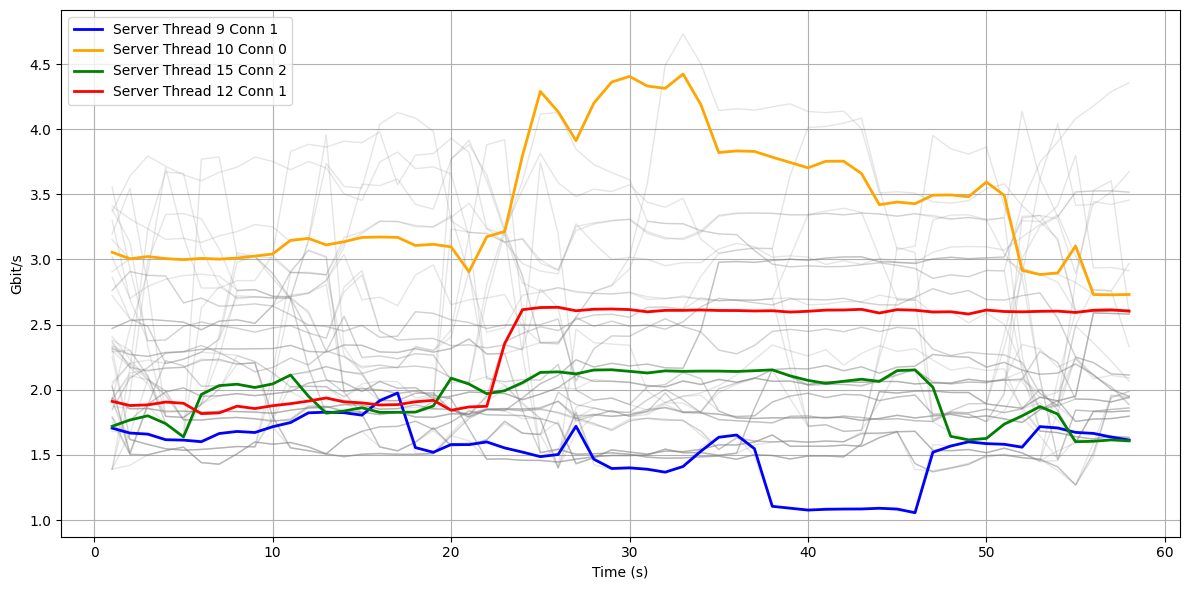 Server Thread 9 Conn 1
Server Thread 10 Conn 0
Server Thread 15 Conn 2
Server Thread 12 Conn 1
Gbit/s
4.5
4.0
3.5
3.0
2.5
2.0
1.5
1.0
0 10 20 30 40 50 60
Time (s)